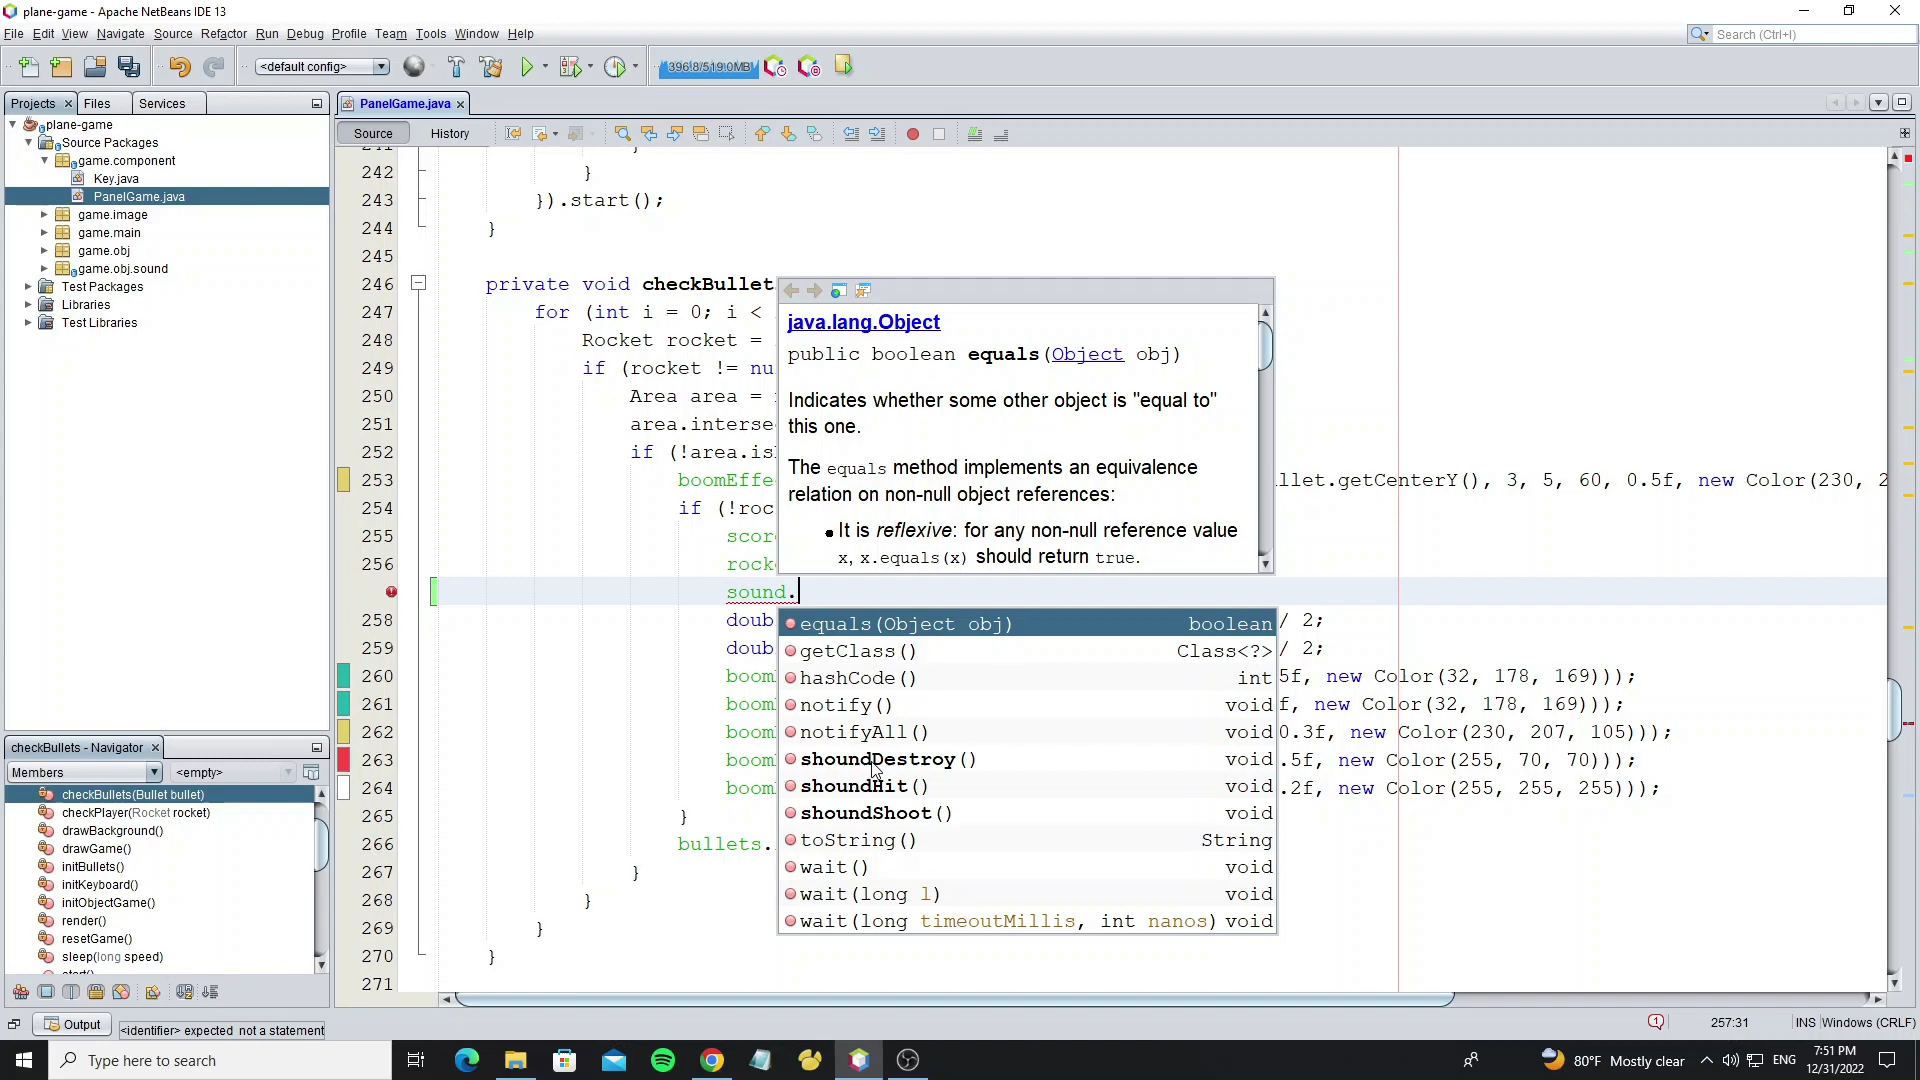 plane-game - Apache NetBeans IDE 13
File Edit View Navigate Source Refactor Run Debug Profile Team Tools Window Help
Search (Ctrl+I)
<default config>
396.8/519.0MB
Projects Files Services
PanelGame.java
plane-game
Source Packages
game.component
Key.java
PanelGame.java
game.image
game.main
game.obj
game.obj.sound
Test Packages
Libraries
Test Libraries
Source History
242 }
243 }).start();
244 }
245
246 private void checkBullet
247 for (int i = 0; i <
248 Rocket rocket =
249 if (rocket != nu
250 Area area =
251 area.interse
252 if (!area.is
253 boomEffe llet.getCenterY(), 3, 5, 60, 0.5f, new Color(230, 2
254 if (!roc
255 scor
256 rock
sound.
258 doub / 2;
259 doub / 2;
260 boom 5f, new Color(32, 178, 169)));
261 boom f, new Color(32, 178, 169)));
262 boom 0.3f, new Color(230, 207, 105)));
263 boom .5f, new Color(255, 70, 70)));
264 boom .2f, new Color(255, 255, 255)));
265 }
266 bullets.
267 }
268 }
269 }
270 }
271
java.lang.Object
public boolean equals(Object obj)
Indicates whether some other object is "equal to"
this one.
The equals method implements an equivalence
relation on non-null object references:
It is reflexive: for any non-null reference value
x, x.equals(x) should return true.
equals(Object obj) boolean
getClass() Class<?>
hashCode() int
notify() void
notifyAll() void
shoundDestroy() void
shoundHit() void
shoundShoot() void
toString() String
wait() void
wait(long l) void
wait(long timeoutMillis, int nanos) void
checkBullets - Navigator
Members <empty>
checkBullets(Bullet bullet)
checkPlayer(Rocket rocket)
drawBackground()
drawGame()
initBullets()
initKeyboard()
initObjectGame()
render()
resetGame()
sleep(long speed)
start()
Output <identifier> expected not a statement
1 257:31 INS Windows (CRLF)
Type here to search
80°F Mostly clear ENG 7:51 PM
12/31/2022